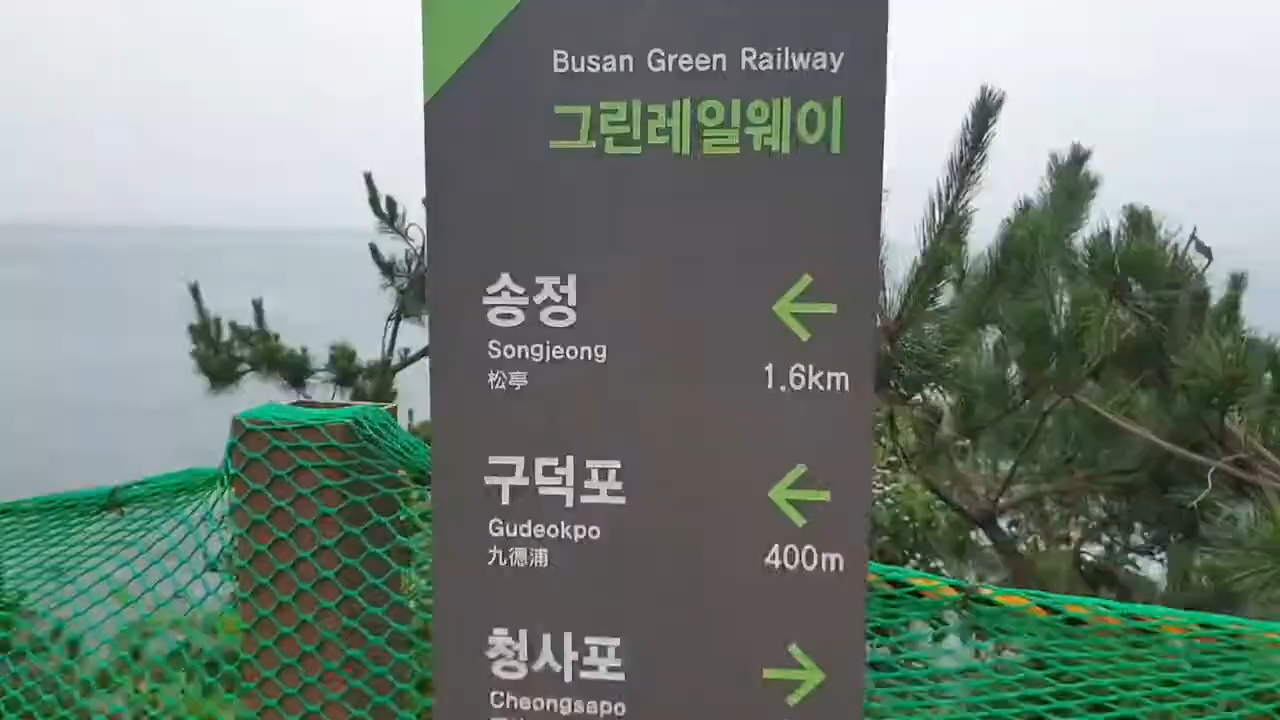 Busan Green Railway
그린레일웨이
송정
Songjeong
松亭
1.6km
구덕포
Gudeokpo
九德浦
400m
청사포
Cheongsapo